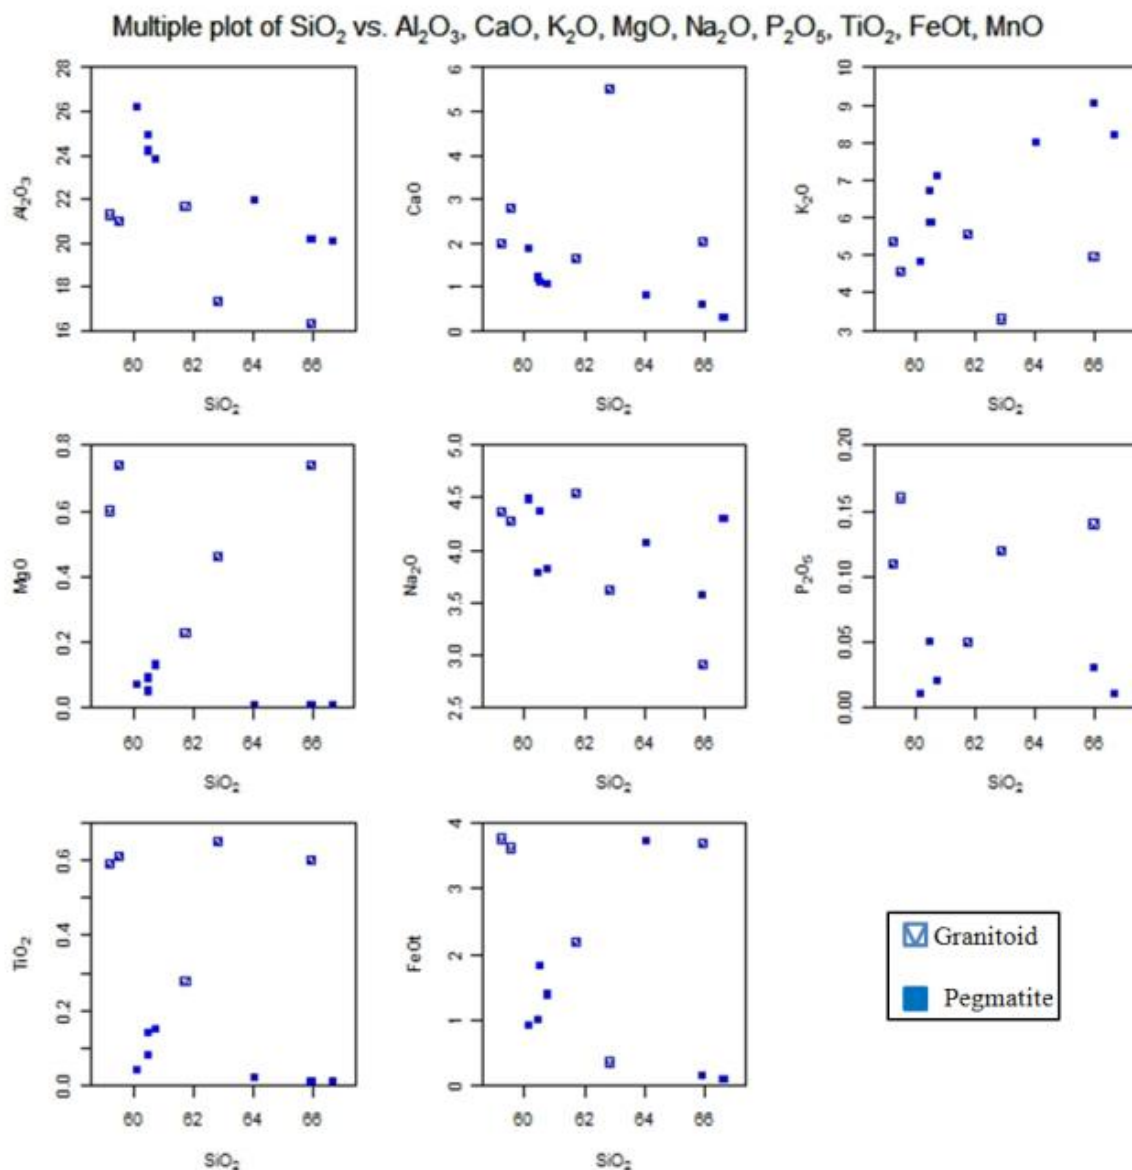 Multiple plot of SiO₂ vs. Al₂O₃, CaO, K₂O, MgO, Na₂O, P₂O₅, TiO₂, FeOt, MnO
Al₂O₃
16 18 20 22 24 26 28
60 62 64 66
SiO₂
CaO
0 1 2 3 4 5 6
60 62 64 66
SiO₂
K₂O
3 4 5 6 7 8 9 10
60 62 64 66
SiO₂
MgO
0.0 0.2 0.4 0.6 0.8
60 62 64 66
SiO₂
Na₂O
2.5 3.0 3.5 4.0 4.5 5.0
60 62 64 66
SiO₂
P₂O₅
0.00 0.05 0.10 0.15 0.20
60 62 64 66
SiO₂
TiO₂
0.0 0.2 0.4 0.6
60 62 64 66
SiO₂
FeOt
0 1 2 3 4
60 62 64 66
SiO₂
Granitoid
Pegmatite